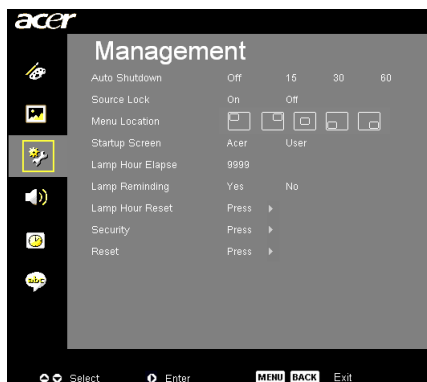 acer
Management
Auto Shutdown Off 15 30 60
Source Lock On Off
Menu Location
Startup Screen Acer User
Lamp Hour Elapse 9999
Lamp Reminding Yes No
Lamp Hour Reset Press
Security Press
Reset Press
abc
Select Enter MENU BACK Exit